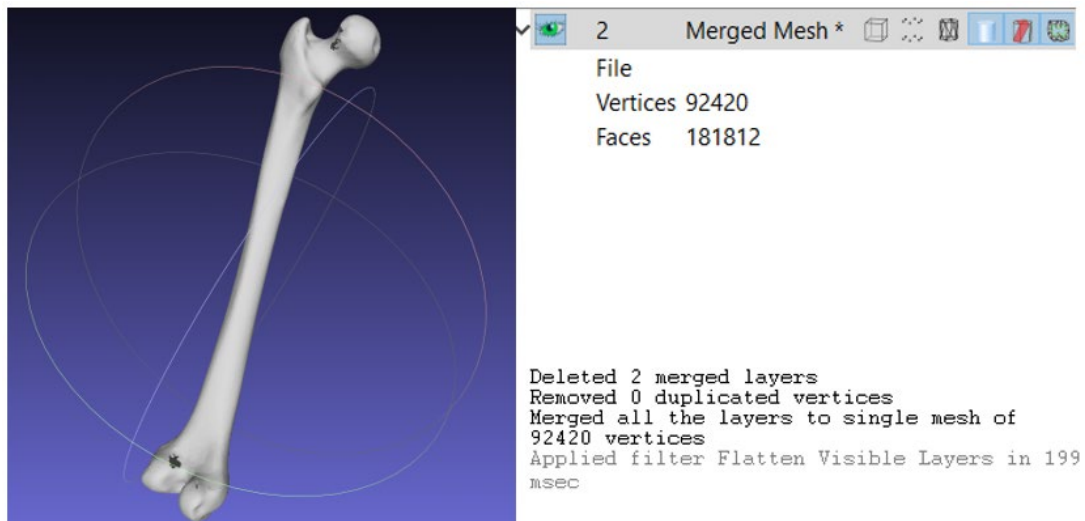 2 Merged Mesh *
File
Vertices 92420
Faces 181812
Deleted 2 merged layers
Removed 0 duplicated vertices
Merged all the layers to single mesh of
92420 vertices
Applied filter Flatten Visible Layers in 199
msec